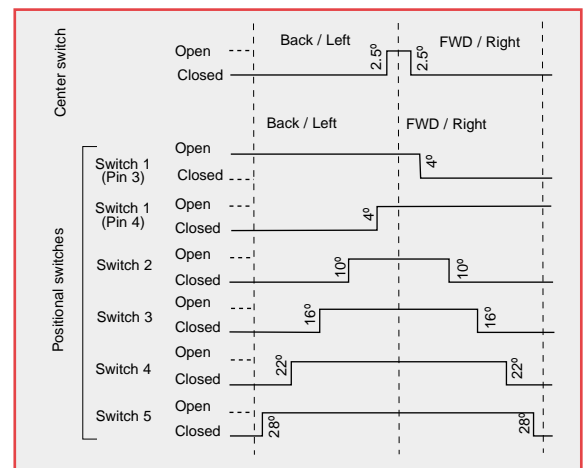 Center switch
Open
Closed
Back / Left
FWD / Right
2.5º
2.5º
Back / Left
FWD / Right
Positional switches
Switch 1
(Pin 3)
Open
Closed
4º
Switch 1
(Pin 4)
Open
Closed
4º
Switch 2
Open
Closed
10º
10º
Switch 3
Open
Closed
16º
16º
Switch 4
Open
Closed
22º
22º
Switch 5
Open
Closed
28º
28º